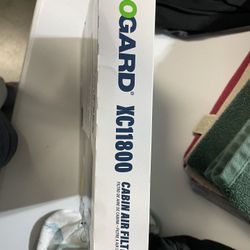 OGARD® XC11800
CABIN AIR FILT